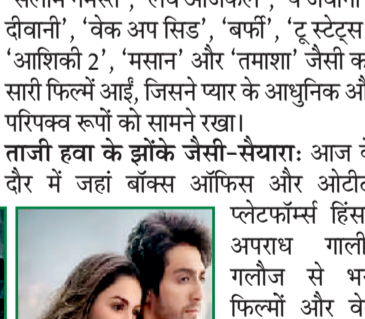 दीवानी', 'वेक अप सिड', 'बर्फी', 'टू स्टेट्स
'आशिकी 2', 'मसान' और 'तमाशा' जैसी
सारी फिल्में आईं, जिसने प्यार के आधुनिक
परिपक्व रूपों को सामने रखा।
ताजी हवा के झोंके जैसी-सैयारा: आज
दौर में जहां बॉक्स ऑफिस और
प्लेटफॉर्म्स
अपराध गाली
गलौज से
फिल्मों और